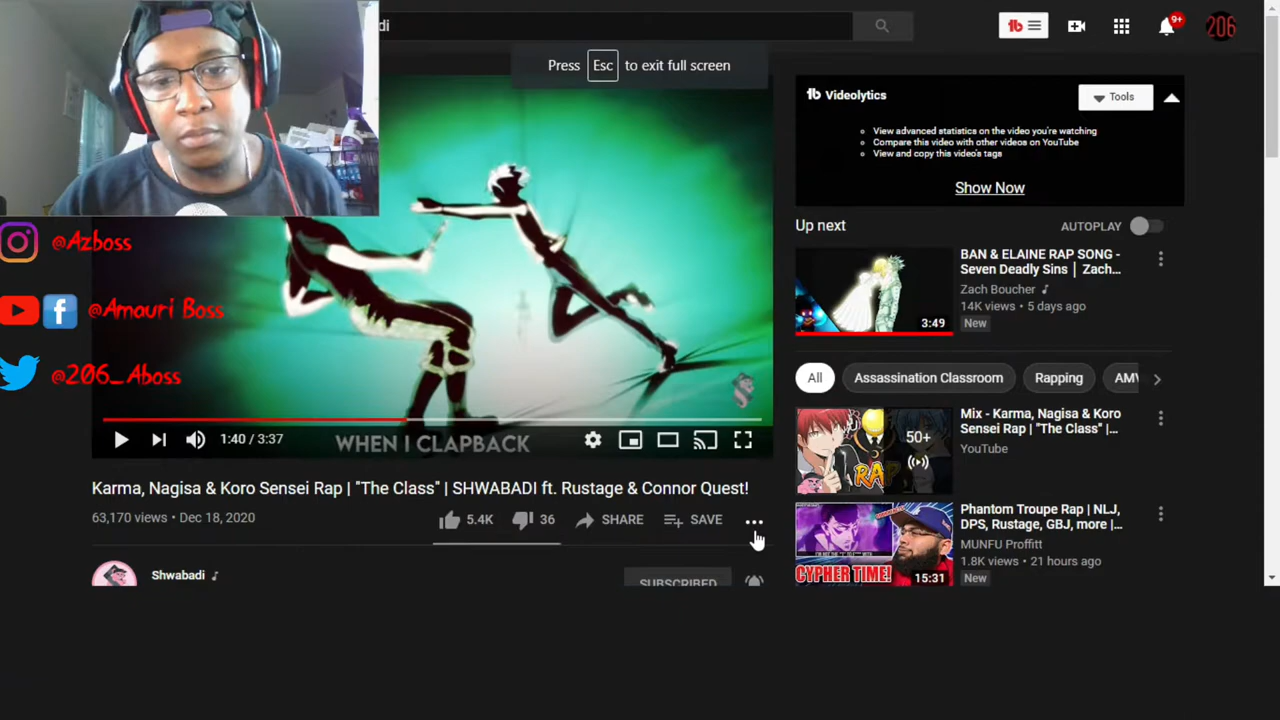 di
9+
206
Press Esc to exit full screen
Videolytics
Tools
View advanced statistics on the video you're watching
Compare this video with other videos on YouTube
View and copy this video's tags
Show Now
@Azboss
@Amouri Boss
@206_Aboss
1:40 / 3:37
WHEN I CLAPBACK
Karma, Nagisa & Koro Sensei Rap | "The Class" | SHWABADI ft. Rustage & Connor Quest!
63,170 views • Dec 18, 2020
5.4K
36
SHARE
SAVE
Shwabadi
SUBSCRIBED
Up next
AUTOPLAY
BAN & ELAINE RAP SONG -
Seven Deadly Sins | Zach...
Zach Boucher
14K views • 5 days ago
New
3:49
All
Assassination Classroom
Rapping
AMV
Mix - Karma, Nagisa & Koro
Sensei Rap | "The Class" |...
YouTube
50+
RAP
Phantom Troupe Rap | NLJ,
DPS, Rustage, GBJ, more |...
MUNFU Proffitt
1.8K views • 21 hours ago
New
CYPHER TIME!
15:31